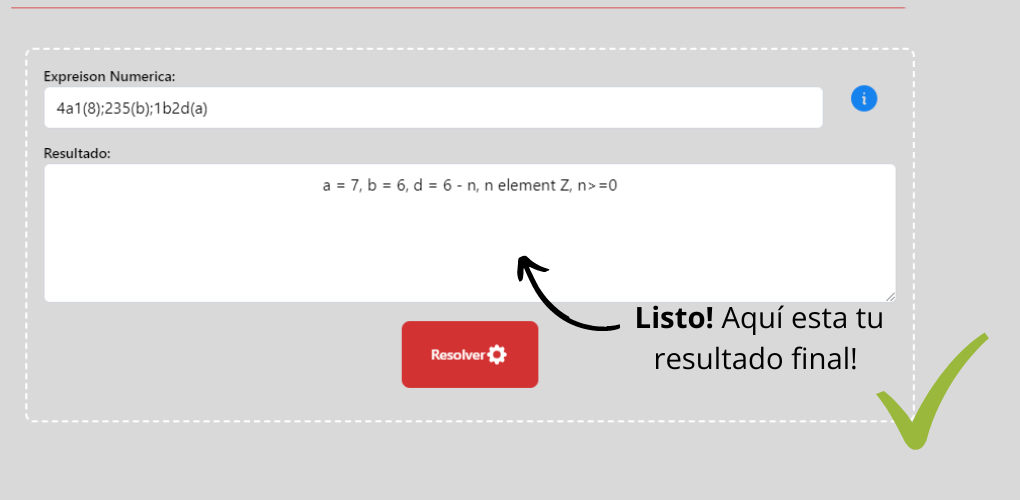 Expreison Numerica:
4a1(8);235(b);1b2d(a)
i
Resultado:
a = 7, b = 6, d = 6 - n, n element Z, n>=0
Listo! Aquí esta tu
resultado final!
Resolver